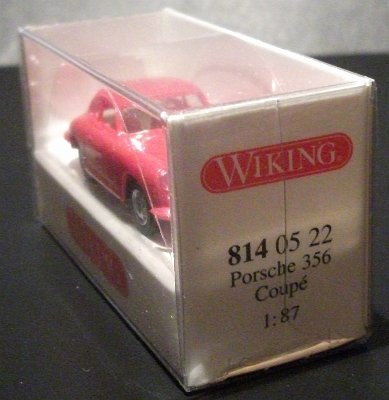 WIKING
814 05 22
Porsche 356
Coupé
1:87